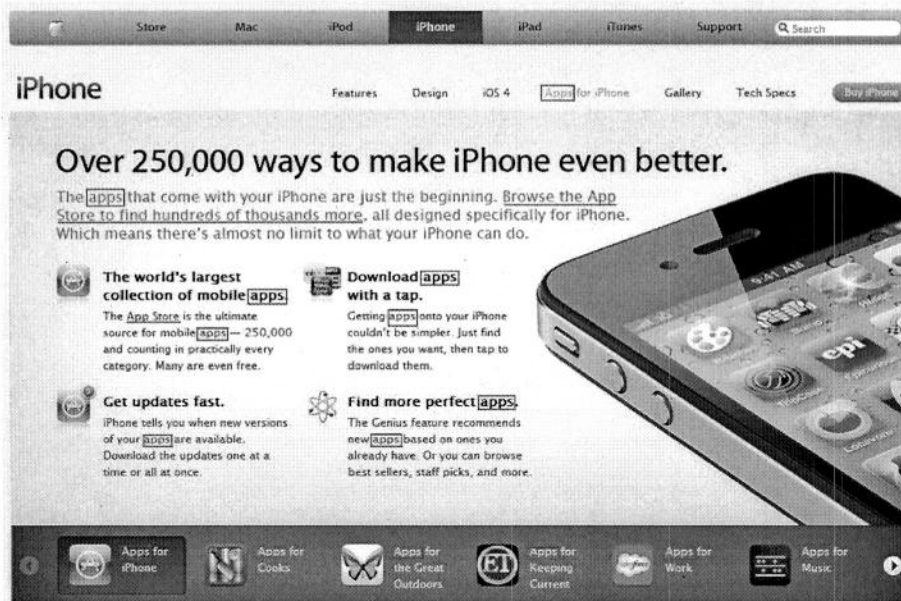 Store Mac iPod iPhone iPad iTunes Support Search
iPhone
Features Design iOS 4 Apps for iPhone Gallery Tech Specs Buy iPhone
Over 250,000 ways to make iPhone even better.
The apps that come with your iPhone are just the beginning. Browse the App
Store to find hundreds of thousands more, all designed specifically for iPhone.
Which means there's almost no limit to what your iPhone can do.
The world's largest
collection of mobile apps.
The App Store is the ultimate
source for mobile apps — 250,000
and counting in practically every
category. Many are even free.
Download apps
with a tap.
Getting apps onto your iPhone
couldn't be simpler. Just find
the ones you want, then tap to
download them.
Get updates fast.
iPhone tells you when new versions
of your apps are available.
Download the updates one at a
time or all at once.
Find more perfect apps.
The Genius feature recommends
new apps based on ones you
already have. Or you can browse
best sellers, staff picks, and more.
9:41 AM
epi
Apps for
iPhone
Apps for
Cooks
Apps for
the Great
Outdoors
ET
Apps for
Keeping
Current
Apps for
Work
Apps for
Music